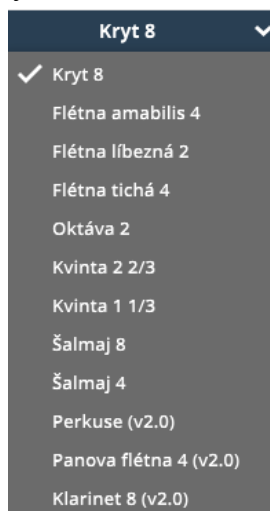 Kryt 8
Kryt 8
Flétna amabilis 4
Flétna líbezná 2
Flétna tichá 4
Oktáva 2
Kvinta 2 2/3
Kvinta 1 1/3
Šalmaj 8
Šalmaj 4
Perkuse (v2.0)
Panova flétna 4 (v2.0)
Klarinet 8 (v2.0)